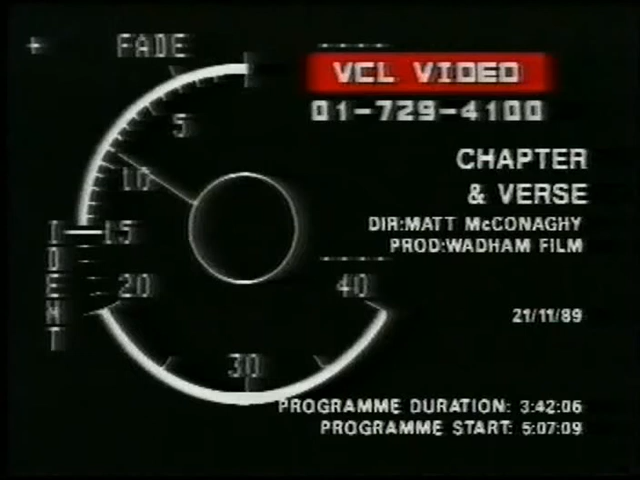 FADE
VCL VIDEO
01-729-4100
5
10
15
20
30
40
IDENT
CHAPTER
& VERSE
DIR:MATT McCONAGHY
PROD:WADHAM FILM
21/11/89
PROGRAMME DURATION: 3:42:06
PROGRAMME START: 5:07:09